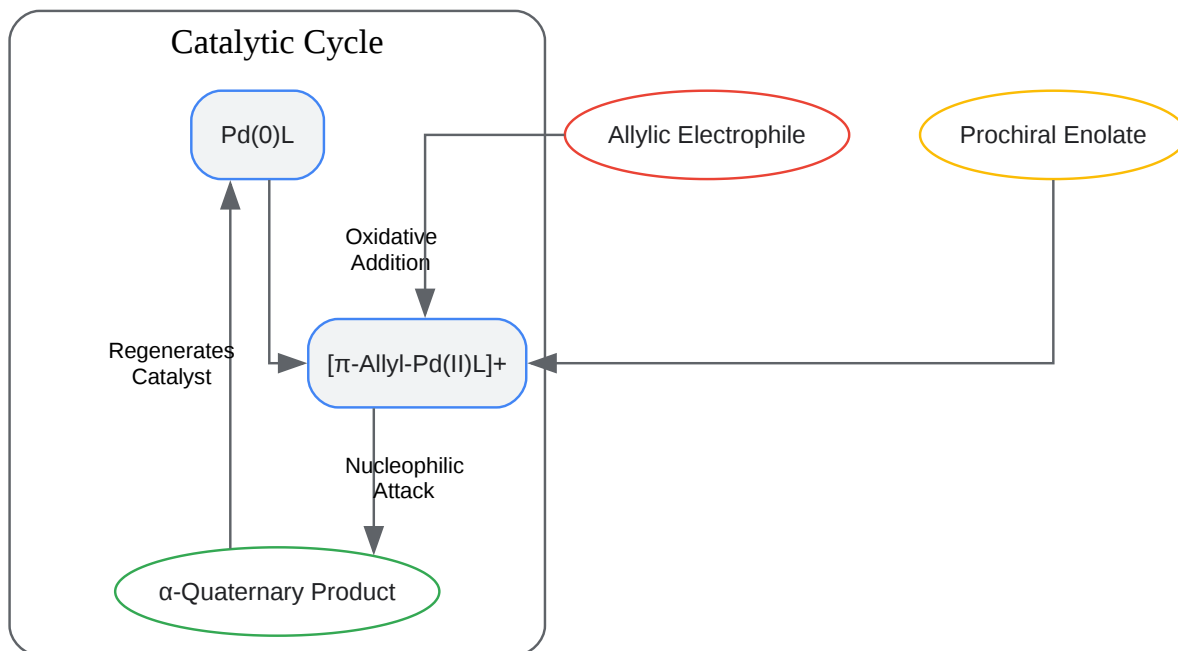 Catalytic Cycle
Pd(0)L
Allylic Electrophile
Prochiral Enolate
Oxidative
Addition
Regenerates
Catalyst
[π-Allyl-Pd(II)L]+
Nucleophilic
Attack
α-Quaternary Product